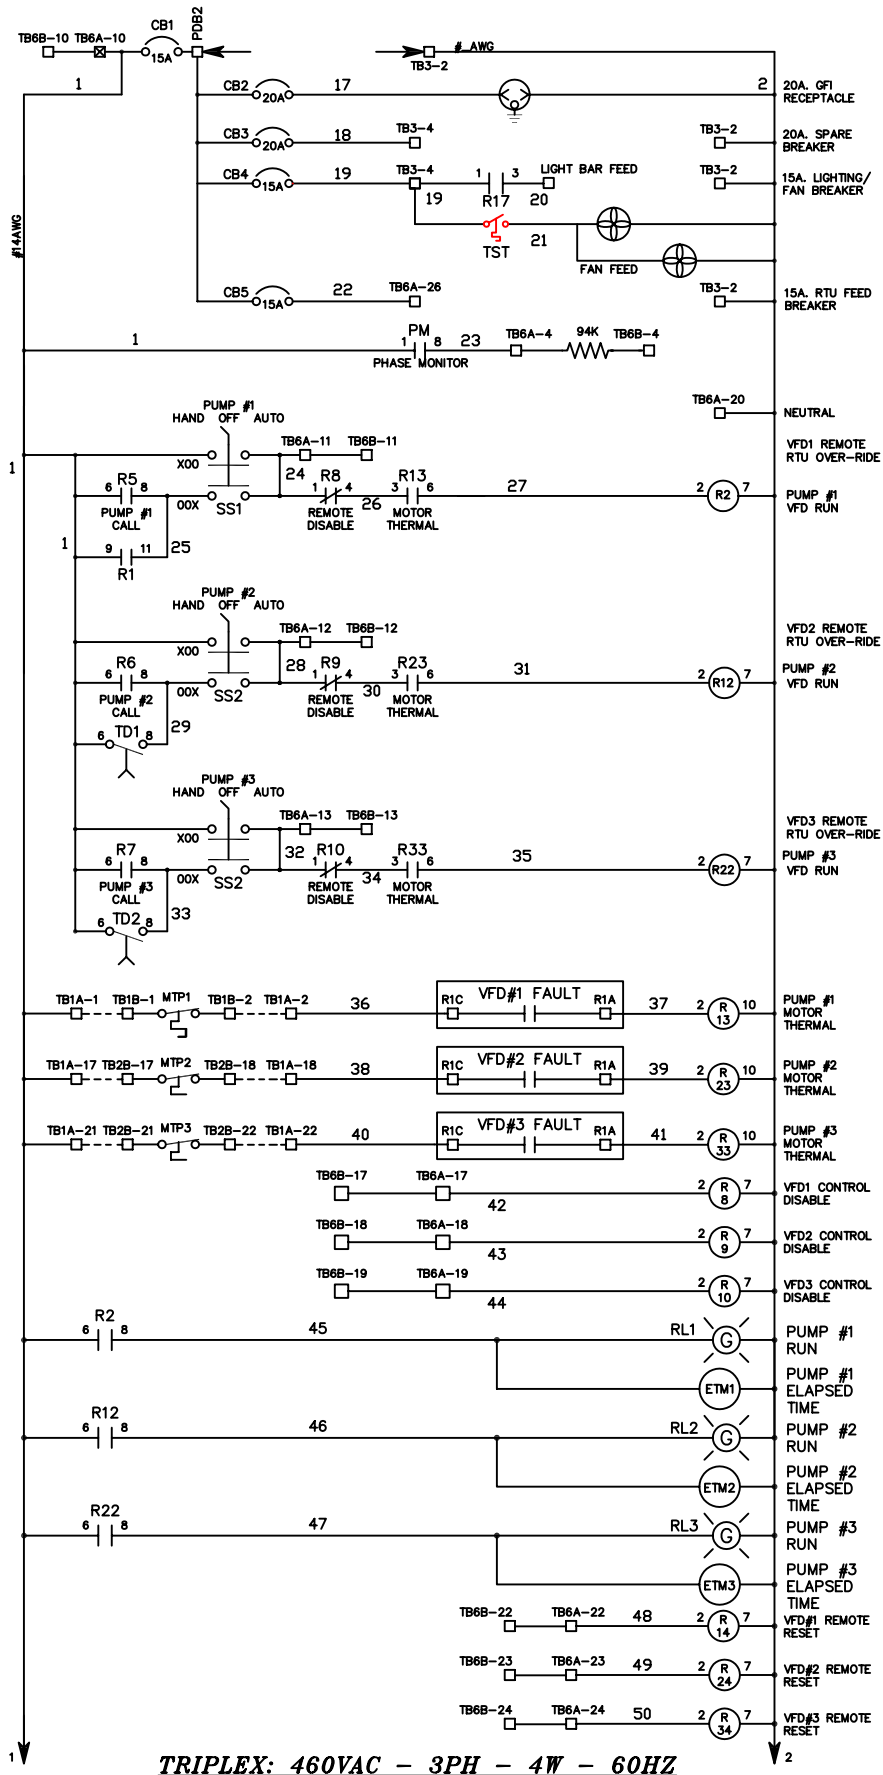 CB1
PDB2
TB6B-10 TB6A-10
15A
#_AWG
TB3-2
1
CB2 20A 17 2 20A. GFI
RECEPTACLE
CB3 20A 18 TB3-4 TB3-2 20A. SPARE
BREAKER
CB4 15A 19 TB3-4 1 3 LIGHT BAR FEED TB3-2 15A. LIGHTING/
FAN BREAKER
19 R17 20
#14AWG
TST 21
FAN FEED
CB5 15A 22 TB6A-26 TB3-2 15A. RTU FEED
BREAKER
1 PM 1 8 23 TB6A-4 94K TB6B-4
PHASE MONITOR
TB6A-20
NEUTRAL
PUMP #1
HAND OFF AUTO
TB6A-11 TB6B-11
VFD1 REMOTE
RTU OVER-RIDE
1
X00
24
R5 6 8
00X SS1
R8 1 4
26
R13 3 6
27
2 R2 7
PUMP #1
VFD RUN
PUMP #1
CALL
REMOTE
DISABLE
MOTOR
THERMAL
1 25
9 11
R1
PUMP #2
HAND OFF AUTO
TB6A-12 TB6B-12
VFD2 REMOTE
RTU OVER-RIDE
X00
28
R6 6 8
00X SS2
R9 1 4
30
R23 3 6
31
2 R12 7
PUMP #2
VFD RUN
PUMP #2
CALL
REMOTE
DISABLE
MOTOR
THERMAL
29
6 TD1 8
PUMP #3
HAND OFF AUTO
TB6A-13 TB6B-13
VFD3 REMOTE
RTU OVER-RIDE
X00
32
R7 6 8
00X SS2
R10 1 4
34
R33 3 6
35
2 R22 7
PUMP #3
VFD RUN
PUMP #3
CALL
REMOTE
DISABLE
MOTOR
THERMAL
33
6 TD2 8
TB1A-1 TB1B-1 MTP1 TB1B-2 TB1A-2 36 R1C VFD#1 FAULT R1A 37 2 R 13 10 PUMP #1
MOTOR
THERMAL
TB1A-17 TB2B-17 MTP2 TB2B-18 TB1A-18 38 R1C VFD#2 FAULT R1A 39 2 R 23 10 PUMP #2
MOTOR
THERMAL
TB1A-21 TB2B-21 MTP3 TB2B-22 TB1A-22 40 R1C VFD#3 FAULT R1A 41 2 R 33 10 PUMP #3
MOTOR
THERMAL
TB6B-17 TB6A-17 42 2 R 8 7 VFD1 CONTROL
DISABLE
TB6B-18 TB6A-18 43 2 R 9 7 VFD2 CONTROL
DISABLE
TB6B-19 TB6A-19 44 2 R 10 7 VFD3 CONTROL
DISABLE
R2 6 8 45 RL1 G PUMP #1
RUN
ETM1 PUMP #1
ELAPSED
TIME
R12 6 8 46 RL2 G PUMP #2
RUN
ETM2 PUMP #2
ELAPSED
TIME
R22 6 8 47 RL3 G PUMP #3
RUN
ETM3 PUMP #3
ELAPSED
TIME
TB6B-22 TB6A-22 48 2 R 14 7 VFD#1 REMOTE
RESET
TB6B-23 TB6A-23 49 2 R 24 7 VFD#2 REMOTE
RESET
TB6B-24 TB6A-24 50 2 R 34 7 VFD#3 REMOTE
RESET
1 2
TRIPLEX: 460VAC - 3PH - 4W - 60HZ